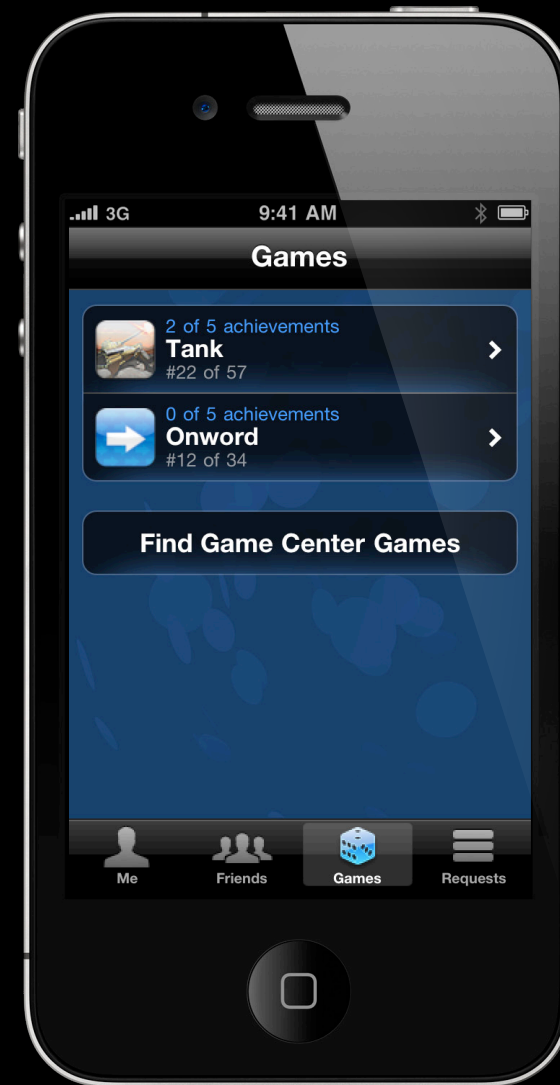 3G 9:41 AM
Games
2 of 5 achievements
Tank
#22 of 57
0 of 5 achievements
Onword
#12 of 34
Find Game Center Games
Me Friends Games Requests